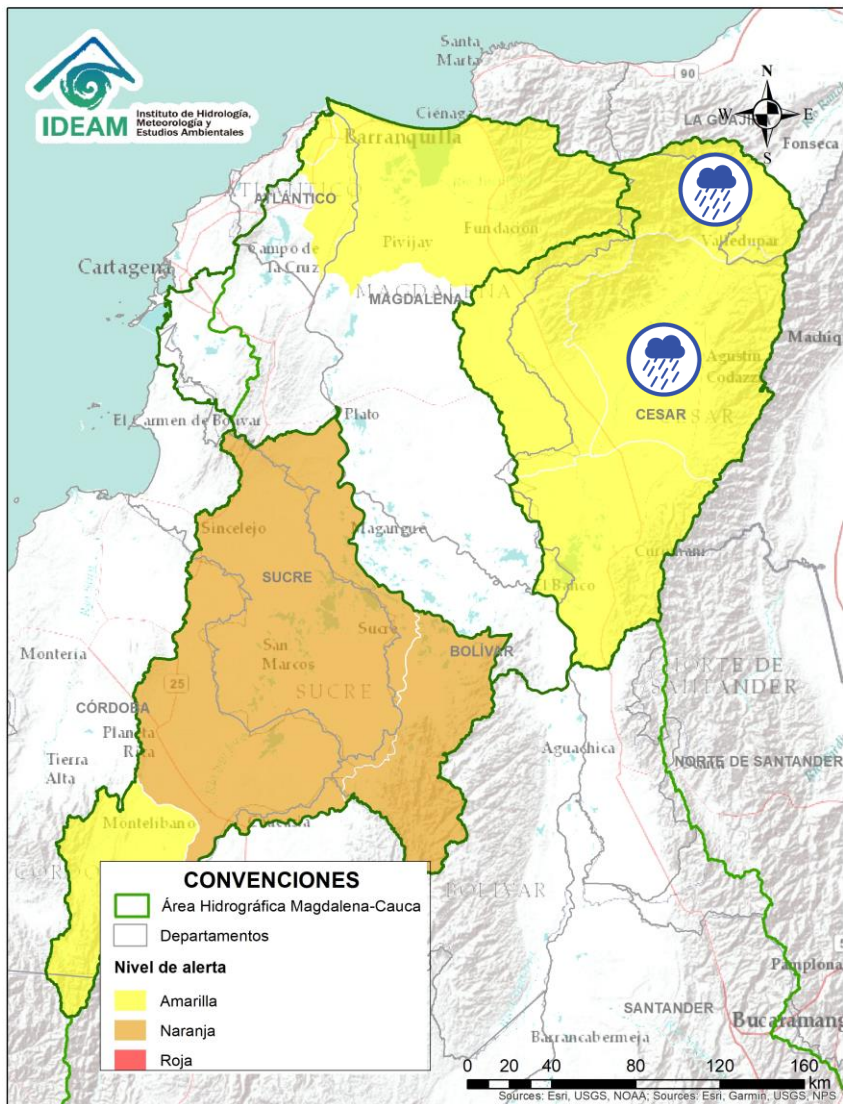 IDEAM
Instituto de Hidrología,
Meteorología y
Estudios Ambientales
Santa
Marta
90
N
W
E
S
Ciénaga
LA GUAJI
Fonseca
Barranquilla
ATLÁNTICO
Valledupar
Pivijay
Fundación
Campo de
la Cruz
Cartagena
MAGDALENA
Machiq
Agustín
Codazzi
CESAR
El Carmen de Bolívar
Plato
Sincelejo
Magangue
SUCRE
El Banco
Sucre
San
Marcos
BOLÍVAR
SUCRE
NORTE DE
SANTANDER
Montería
25
CÓRDOBA
Planeta
Rica
Aguachica
Tierra
Alta
NORTE DE SANTANDER
Montelíbano
BOLÍVAR
CONVENCIONES
Área Hidrográfica Magdalena-Cauca
Departamentos
Nivel de alerta
Amarilla
Naranja
Roja
Pamplona
SANTANDER
Bucaramang
Barrancabermeja
0 20 40 80 120 160
km
Sources: Esri, USGS, NOAA; Sources: Esri, Garmin, USGS, NPS